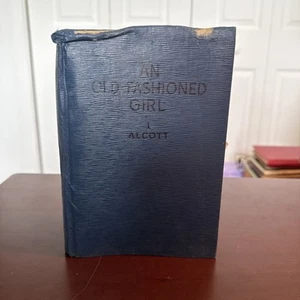 AN
OLD FASHIONED
GIRL
ALCOTT